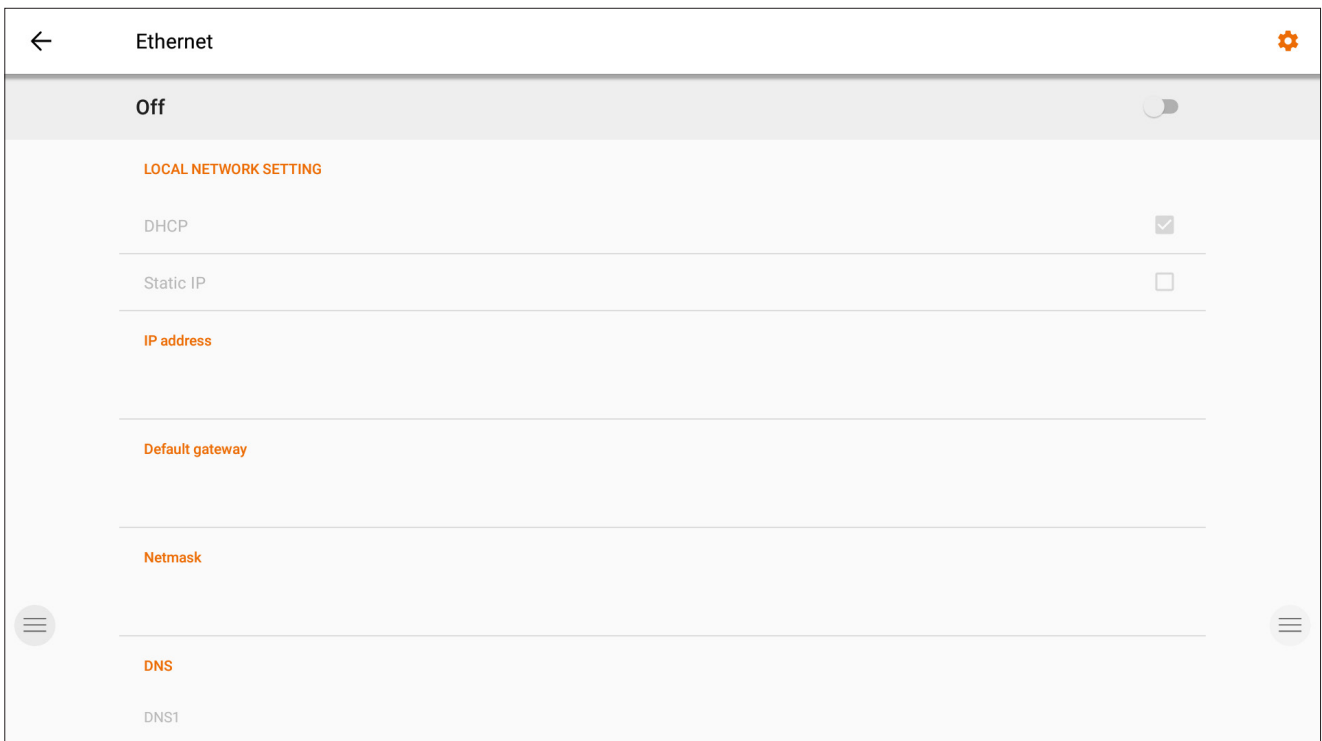 Ethernet
Off
LOCAL NETWORK SETTING
DHCP
Static IP
IP address
Default gateway
Netmask
DNS
DNS1